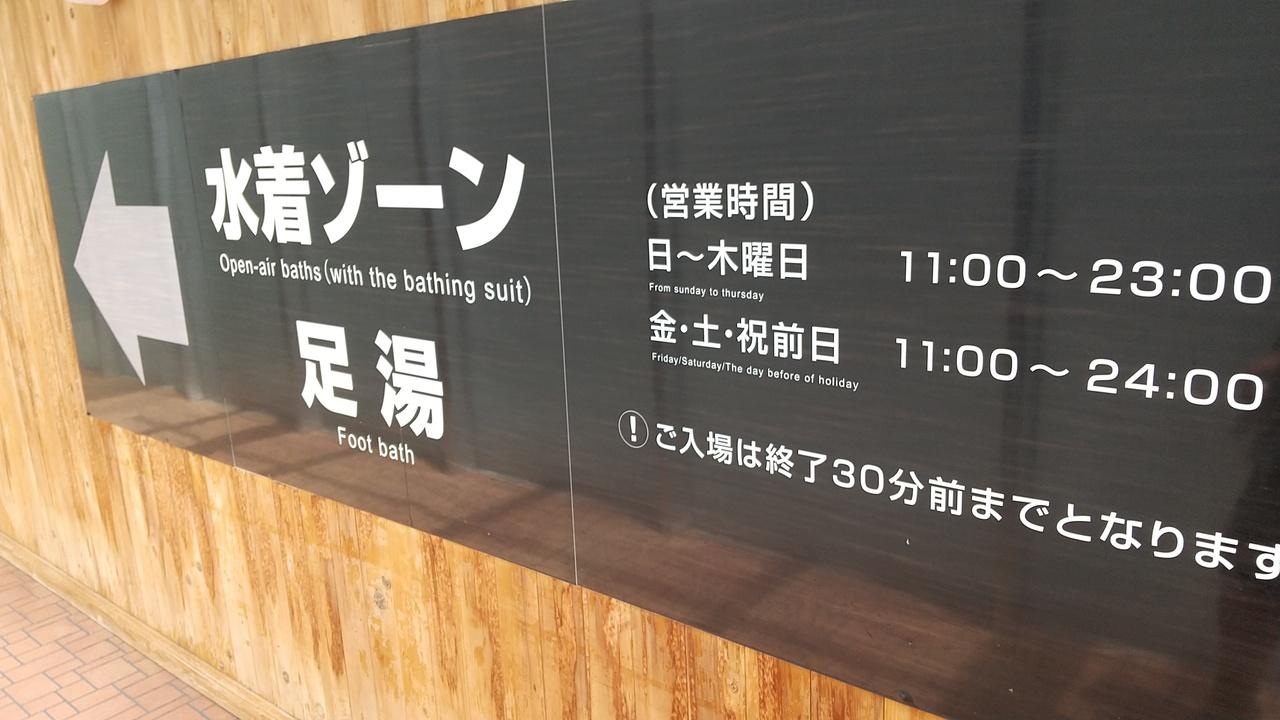 水着ゾーン
Open-air baths(with the bathing suit)
足湯
Foot bath
(営業時間)
日〜木曜日 11:00〜23:00
From sunday to thursday
金・土・祝前日 11:00〜24:00
Friday/Saturday/The day before of holiday
! ご入場は終了30分前までとなります